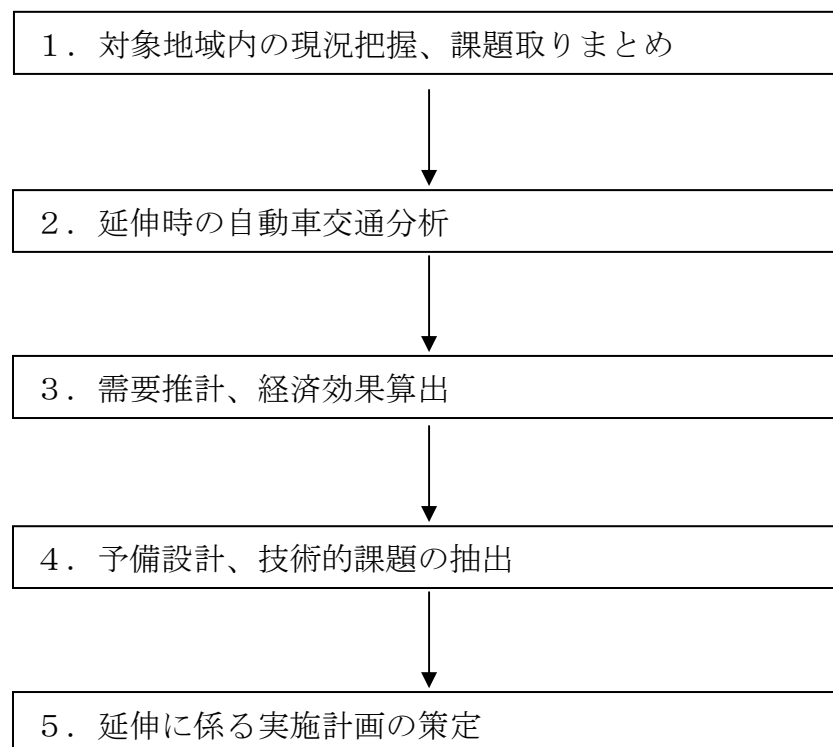 １．対象地域内の現況把握、課題取りまとめ
２．延伸時の自動車交通分析
３．需要推計、経済効果算出
４．予備設計、技術的課題の抽出
５．延伸に係る実施計画の策定